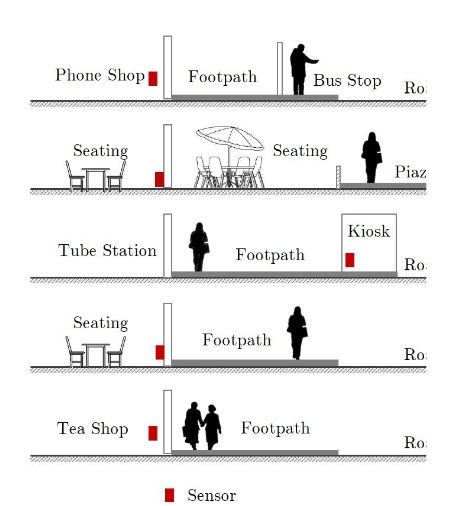 Phone Shop
Footpath
Bus Stop
Seating
Seating
Tube Station
Footpath
Kiosk
Seating
Footpath
Tea Shop
Footpath
Sensor